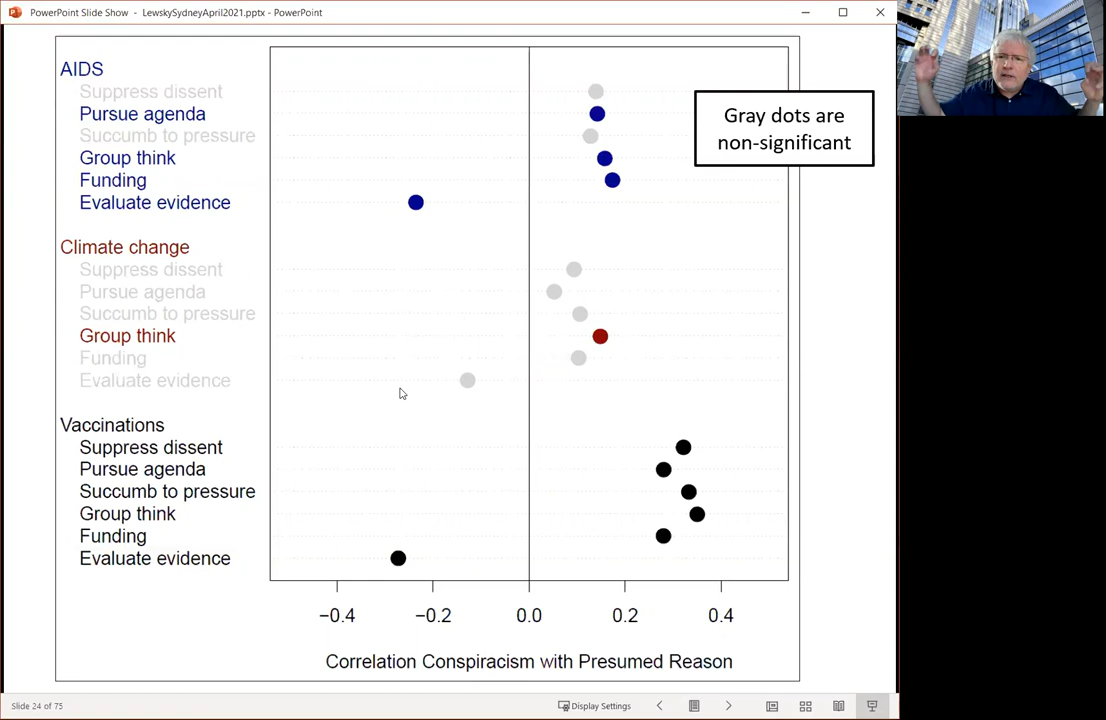 PowerPoint Slide Show - LewskySydneyApril2021.pptx - PowerPoint
AIDS
Suppress dissent
Pursue agenda
Succumb to pressure
Group think
Funding
Evaluate evidence
Gray dots are
non-significant
Climate change
Suppress dissent
Pursue agenda
Succumb to pressure
Group think
Funding
Evaluate evidence
Vaccinations
Suppress dissent
Pursue agenda
Succumb to pressure
Group think
Funding
Evaluate evidence
−0.4 −0.2 0.0 0.2 0.4
Correlation Conspiracism with Presumed Reason
Slide 24 of 75 Display Settings